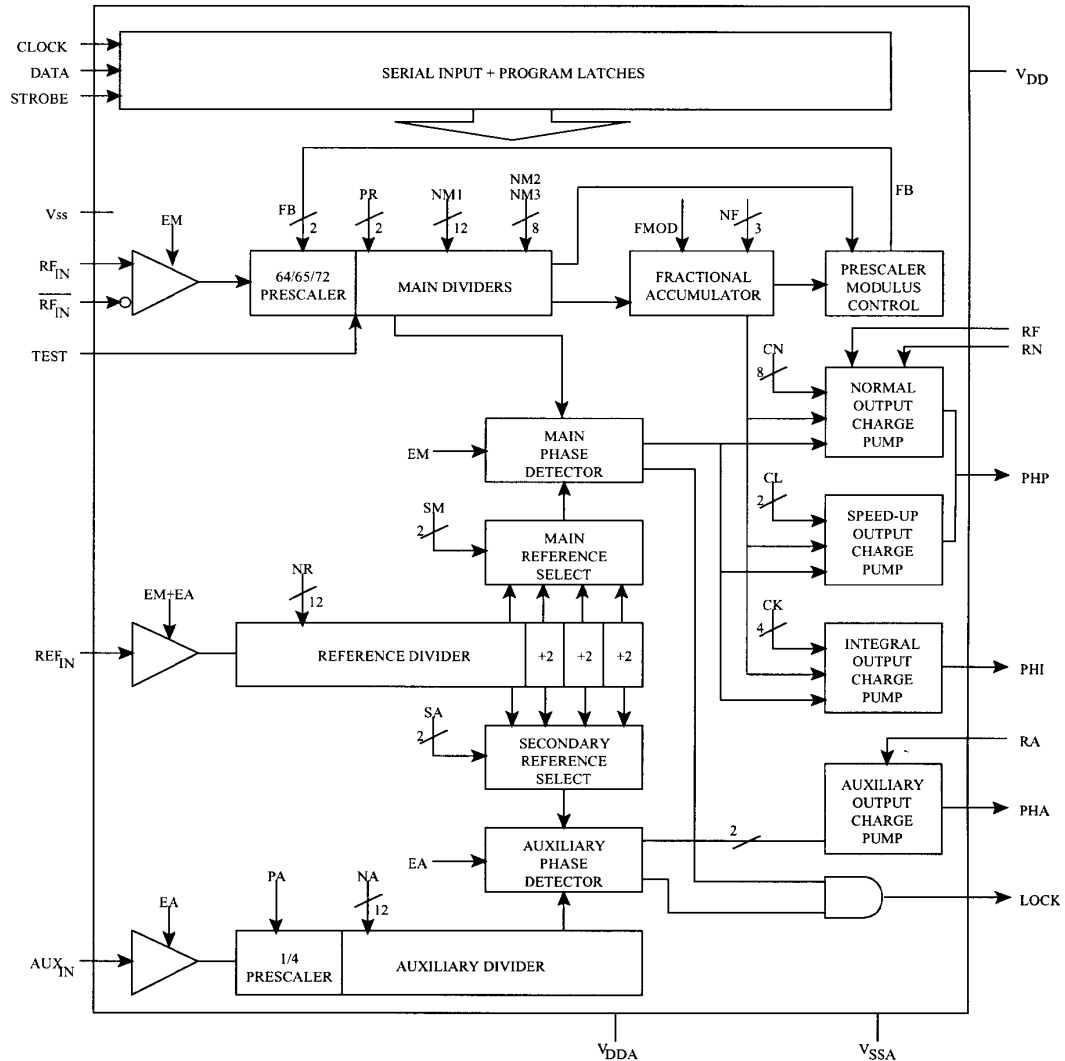 CLOCK
DATA
STROBE
SERIAL INPUT + PROGRAM LATCHES
VDD
Vss
EM
FB
2
PR
2
NM1
12
NM2
NM3
8
FMOD
NF
3
FB
RFIN
RFIN
64/65/72
PRESCALER
MAIN DIVIDERS
FRACTIONAL
ACCUMULATOR
PRESCALER
MODULUS
CONTROL
TEST
RF
RN
CN
8
NORMAL
OUTPUT
CHARGE
PUMP
EM
MAIN
PHASE
DETECTOR
PHP
CL
2
SPEED-UP
OUTPUT
CHARGE
PUMP
SM
2
MAIN
REFERENCE
SELECT
EM+EA
NR
12
CK
4
REFIN
REFERENCE DIVIDER
+2
+2
+2
INTEGRAL
OUTPUT
CHARGE
PUMP
PHI
SA
2
SECONDARY
REFERENCE
SELECT
RA
AUXILIARY
OUTPUT
CHARGE
PUMP
PHA
EA
AUXILIARY
PHASE
DETECTOR
2
EA
PA
NA
12
LOCK
AUXIN
1/4
PRESCALER
AUXILIARY DIVIDER
VDDA
VSSA